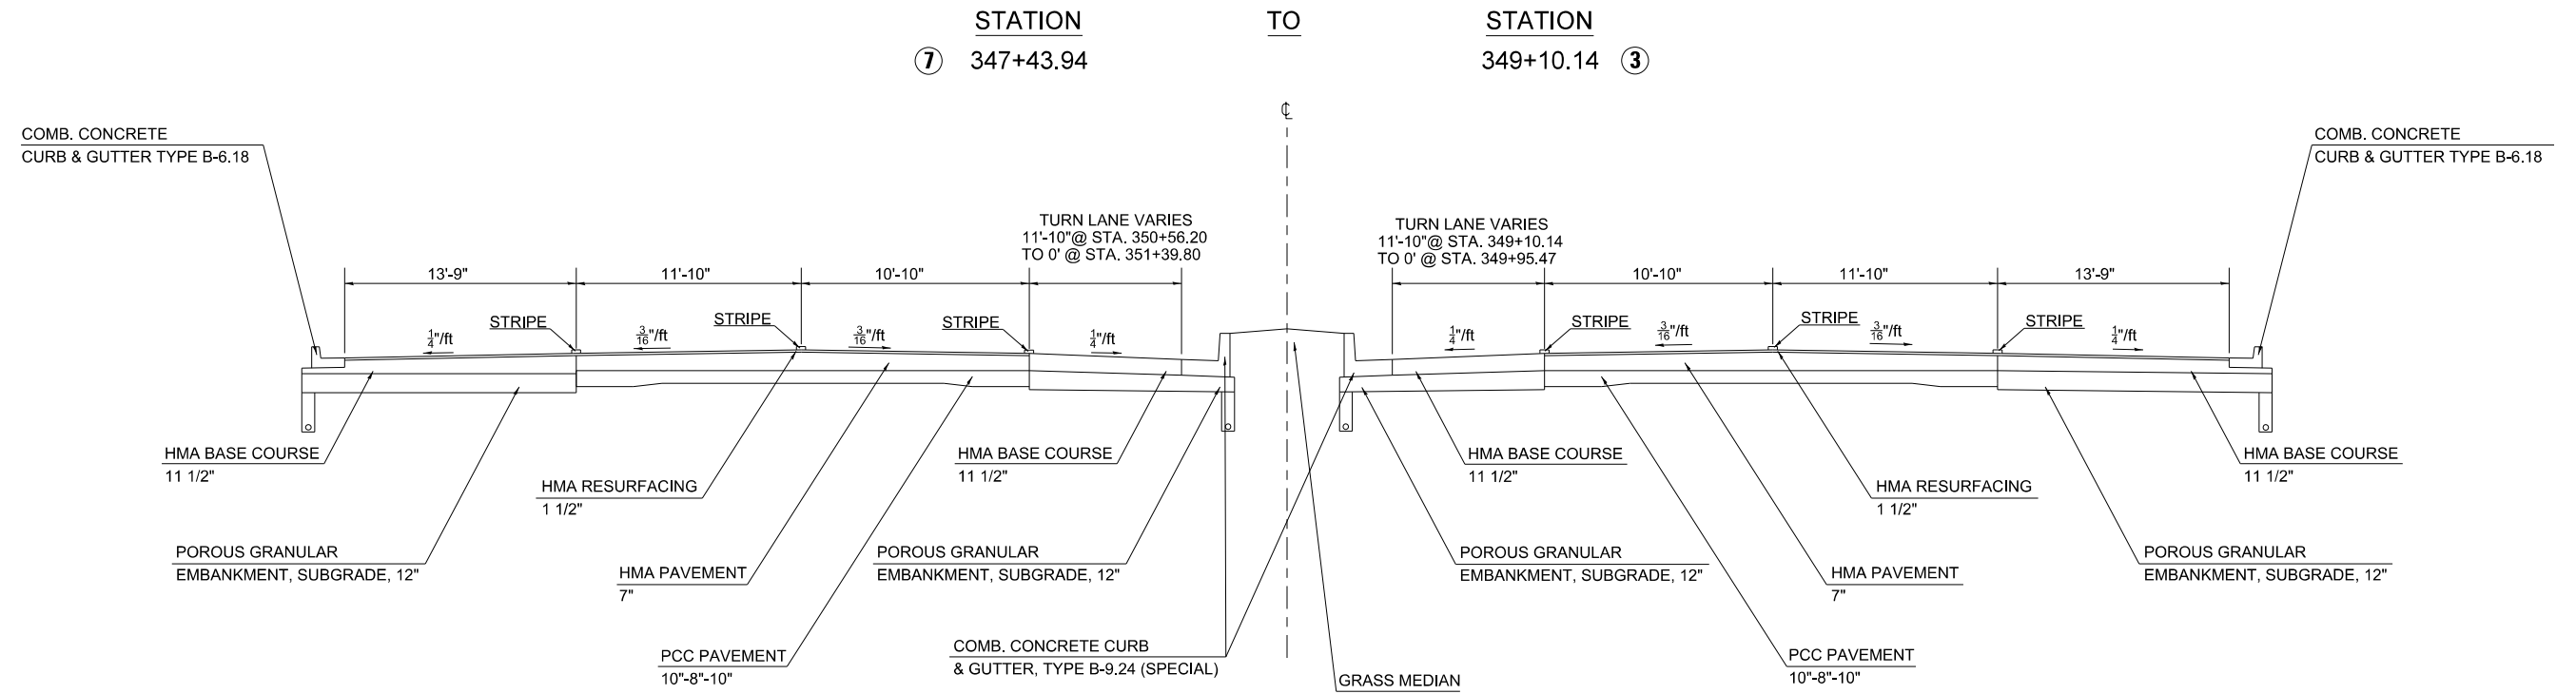 STATION TO STATION
7 347+43.94 349+10.14 3
℄
COMB. CONCRETE
CURB & GUTTER TYPE B-6.18
COMB. CONCRETE
CURB & GUTTER TYPE B-6.18
TURN LANE VARIES
11'-10"@ STA. 350+56.20
TO 0' @ STA. 351+39.80
TURN LANE VARIES
11'-10"@ STA. 349+10.14
TO 0' @ STA. 349+95.47
13'-9" 11'-10" 10'-10" 10'-10" 11'-10" 13'-9"
STRIPE STRIPE STRIPE STRIPE STRIPE STRIPE
1/4"/ft 3/16"/ft 3/16"/ft 1/4"/ft 1/4"/ft 3/16"/ft 3/16"/ft 1/4"/ft
HMA BASE COURSE
11 1/2"
HMA BASE COURSE
11 1/2"
HMA BASE COURSE
11 1/2"
HMA BASE COURSE
11 1/2"
HMA RESURFACING
1 1/2"
HMA RESURFACING
1 1/2"
POROUS GRANULAR
EMBANKMENT, SUBGRADE, 12"
POROUS GRANULAR
EMBANKMENT, SUBGRADE, 12"
POROUS GRANULAR
EMBANKMENT, SUBGRADE, 12"
POROUS GRANULAR
EMBANKMENT, SUBGRADE, 12"
HMA PAVEMENT
7"
HMA PAVEMENT
7"
PCC PAVEMENT
10"-8"-10"
COMB. CONCRETE CURB
& GUTTER, TYPE B-9.24 (SPECIAL)
GRASS MEDIAN
PCC PAVEMENT
10"-8"-10"